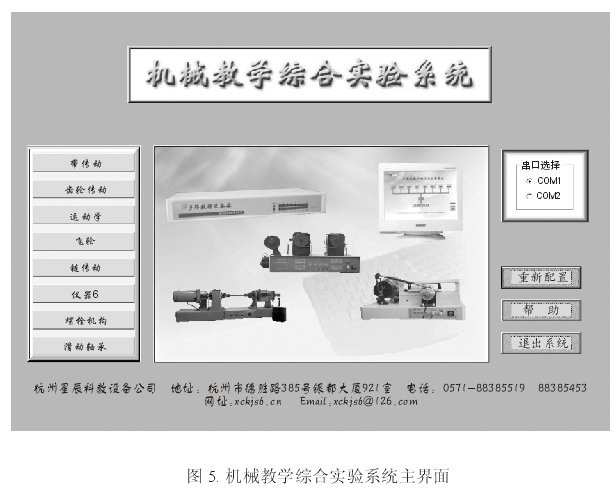 机械教学综合实验系统
带传动
齿轮传动
运动学
飞轮
链传动
仪器6
螺栓机构
滑动轴承
串口选择
COM1
COM2
重新配置
帮 助
退出系统
杭州星辰科教设备公司 地址：杭州市德胜路385号银都大厦921室 电话：0571-88385519 88385453
网址:xckjsb.cn Email:xckjsb@126.com
图 5. 机械教学综合实验系统主界面